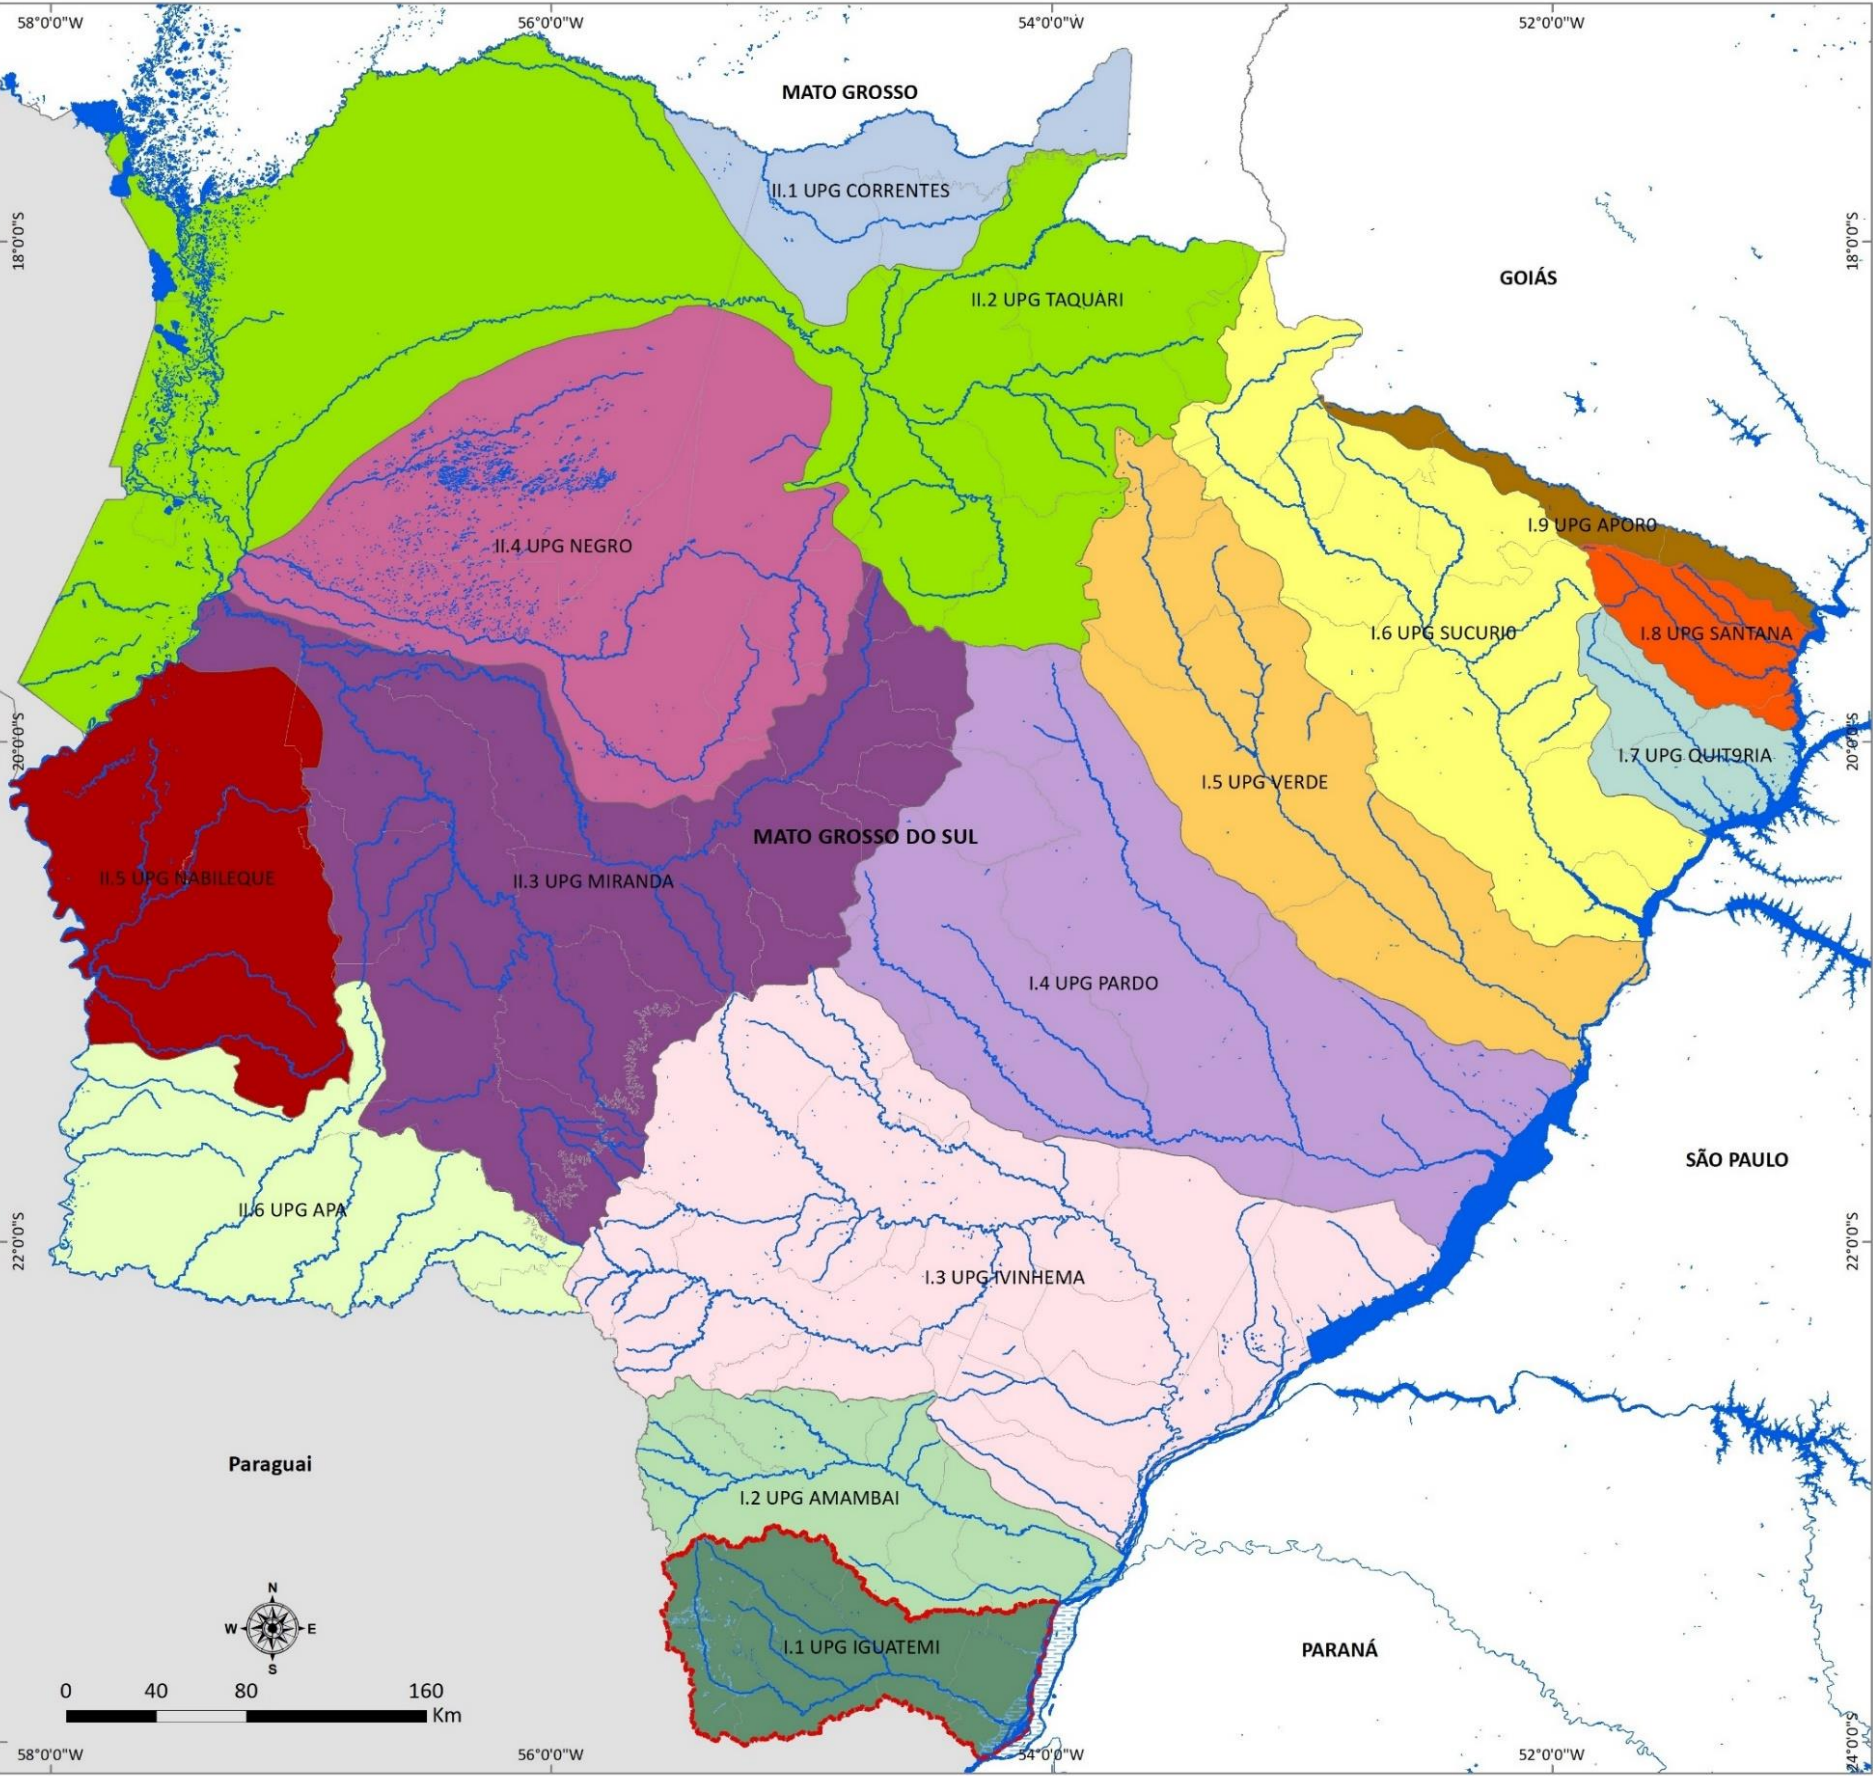 58°0'0"W 56°0'0"W 54°0'0"W 52°0'0"W
MATO GROSSO
II.1 UPG CORRENTES
18°0'0"S 18°0'0"S
GOIÁS
II.2 UPG TAQUARI
I.9 UPG APOR0
II.4 UPG NEGRO
I.6 UPG SUCURI0
I.8 UPG SANTANA
20°0'0"S 20°0'0"S
I.7 UPG QUIT9RIA
I.5 UPG VERDE
MATO GROSSO DO SUL
II.5 UPG NABILEQUE
II.3 UPG MIRANDA
I.4 UPG PARDO
SÃO PAULO
II.6 UPG APA
22°0'0"S 22°0'0"S
I.3 UPG IVINHEMA
Paraguai
I.2 UPG AMAMBAI
N
W E
S
I.1 UPG IGUATEMI
PARANÁ
0 40 80 160
Km
24°0'0"S
58°0'0"W 56°0'0"W 54°0'0"W 52°0'0"W